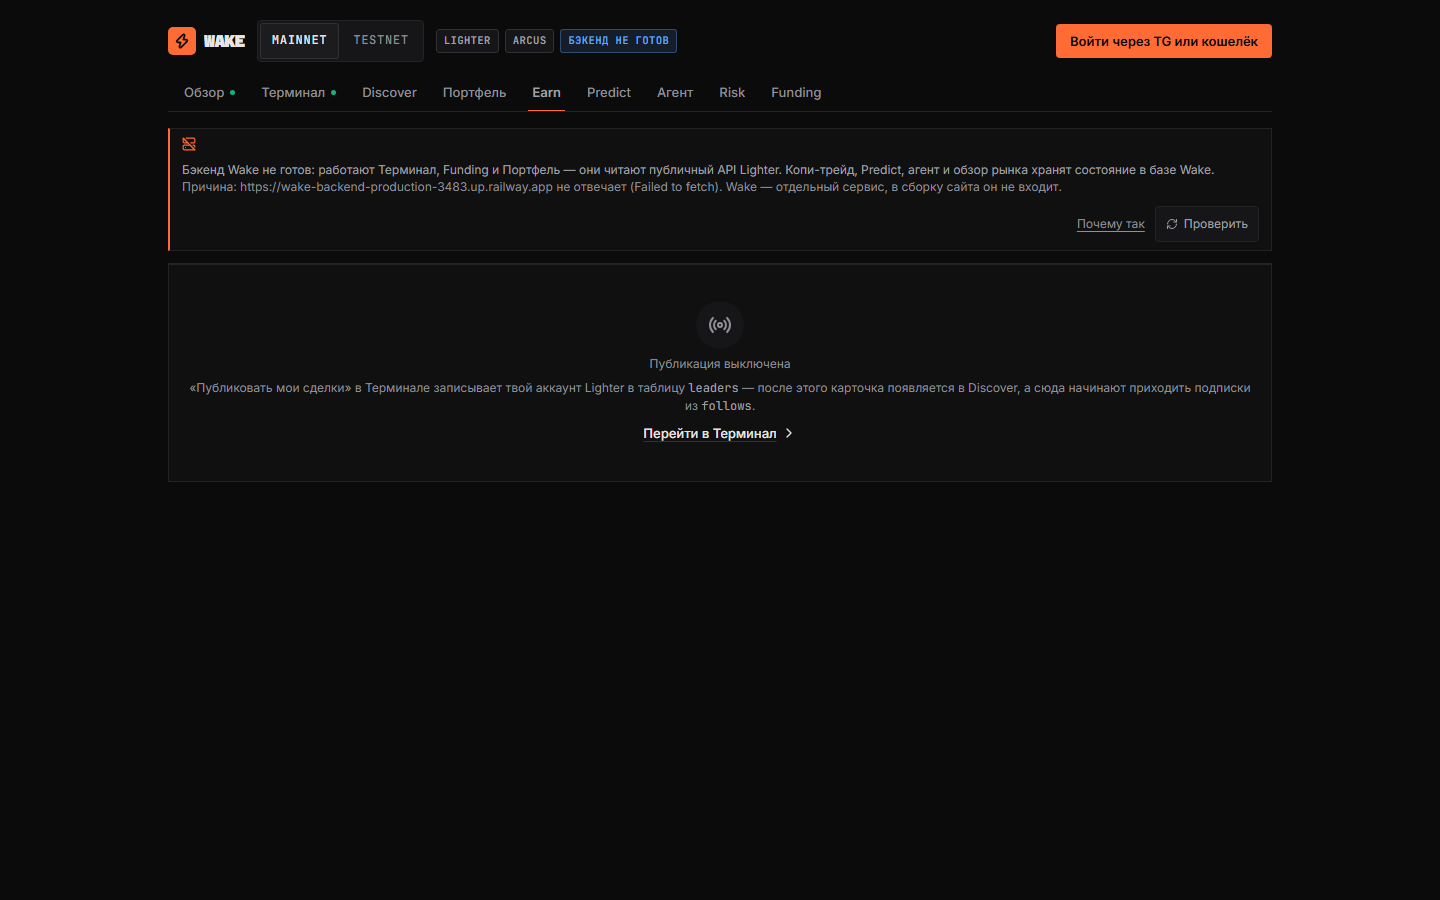 WAKE
MAINNET TESTNET
LIGHTER ARCUS БЭКЕНД НЕ ГОТОВ
Войти через TG или кошелёк
Обзор Терминал Discover Портфель Earn Predict Агент Risk Funding
Бэкенд Wake не готов: работают Терминал, Funding и Портфель — они читают публичный API Lighter. Копи-трейд, Predict, агент и обзор рынка хранят состояние в базе Wake.
Причина: https://wake-backend-production-3483.up.railway.app не отвечает (Failed to fetch). Wake — отдельный сервис, в сборку сайта он не входит.
Почему так Проверить
Публикация выключена
«Публиковать мои сделки» в Терминале записывает твой аккаунт Lighter в таблицу leaders — после этого карточка появляется в Discover, а сюда начинают приходить подписки
из follows.
Перейти в Терминал